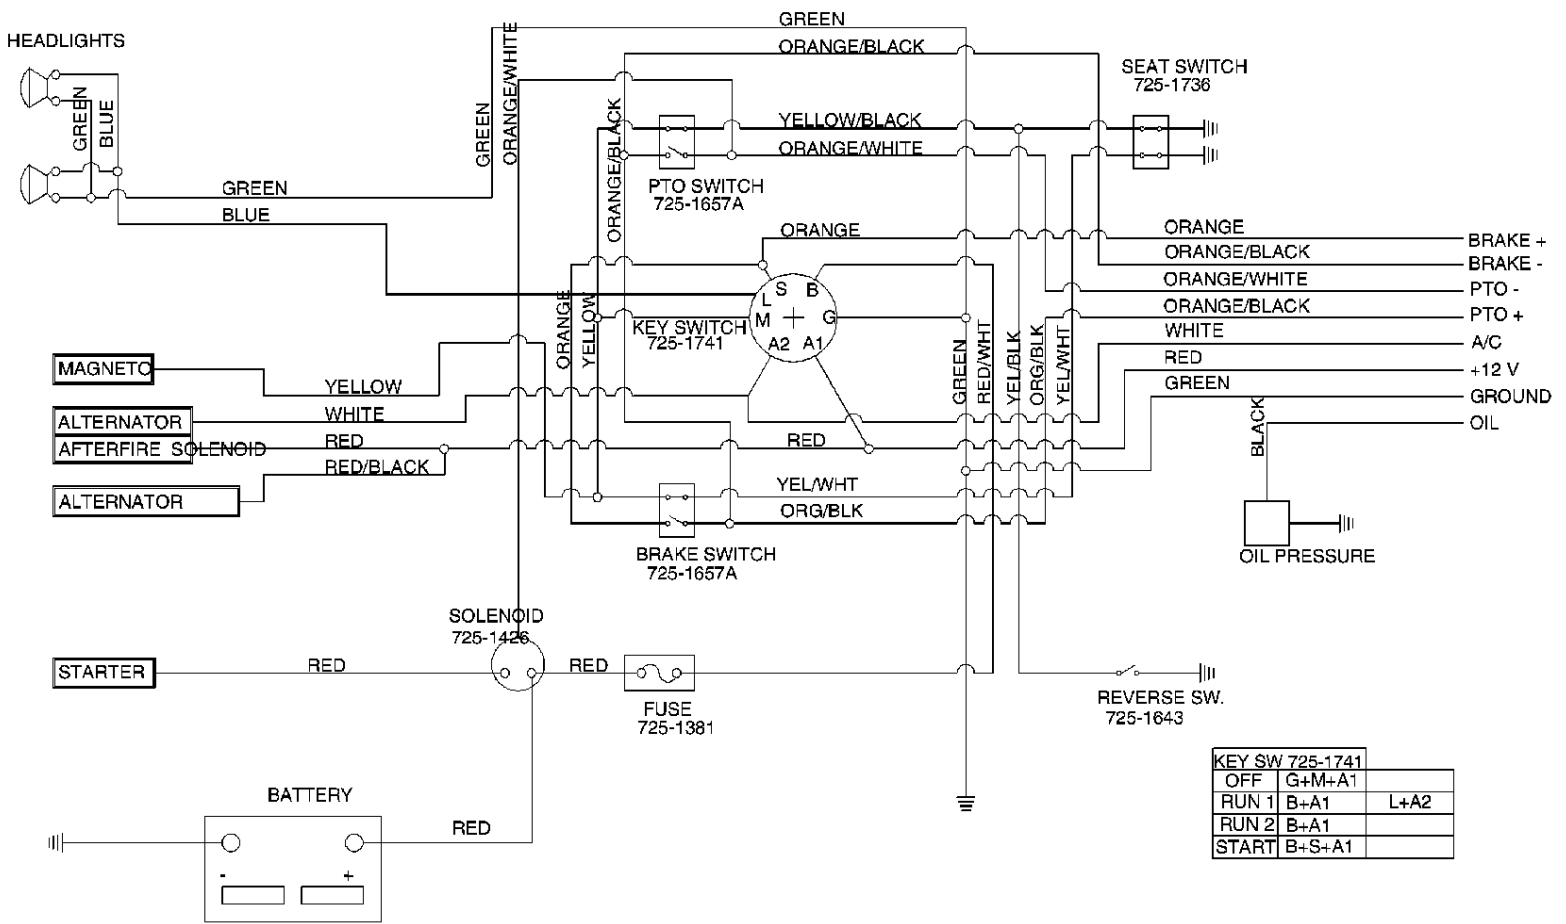 GREEN
ORANGE/BLACK
HEADLIGHTS
ORANGE/WHITE
SEAT SWITCH
725-1736
GREEN
BLUE
GREEN
ORANGE/BLACK
YELLOW/BLACK
ORANGE/WHITE
PTO SWITCH
725-1657A
GREEN
BLUE
ORANGE
ORANGE
BRAKE +
ORANGE/BLACK
BRAKE -
ORANGE/WHITE
PTO -
ORANGE/BLACK
PTO +
WHITE
A/C
RED
+12 V
GREEN
GROUND
OIL
S
B
L
M
G
A2
A1
KEY SWITCH
725-1741
ORANGE
YELLOW
GREEN
RED/WHT
YEL/BLK
ORG/BLK
YEL/WHT
BLACK
MAGNETO
YELLOW
ALTERNATOR
WHITE
AFTERFIRE SOLENOID
RED
RED
RED/BLACK
ALTERNATOR
YEL/WHT
ORG/BLK
BRAKE SWITCH
725-1657A
OIL PRESSURE
SOLENOID
725-1426
STARTER
RED
RED
FUSE
725-1381
REVERSE SW.
725-1643
BATTERY
RED
-
+
KEY SW 725-1741
OFF G+M+A1
RUN 1 B+A1 L+A2
RUN 2 B+A1
START B+S+A1